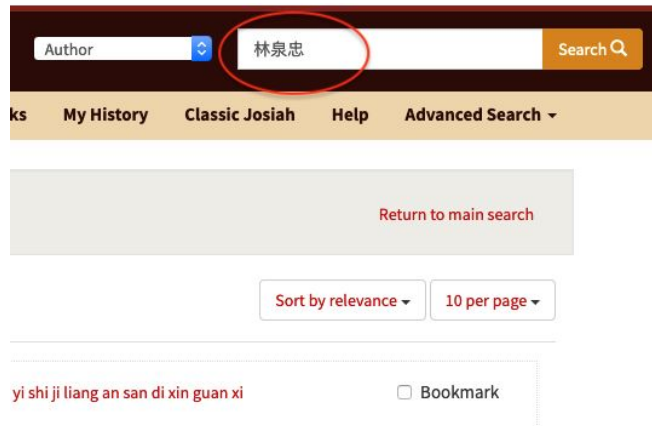 Author 林泉忠 Search
ks My History Classic Josiah Help Advanced Search
Return to main search
Sort by relevance 10 per page
yi shi ji liang an san di xin guan xi Bookmark